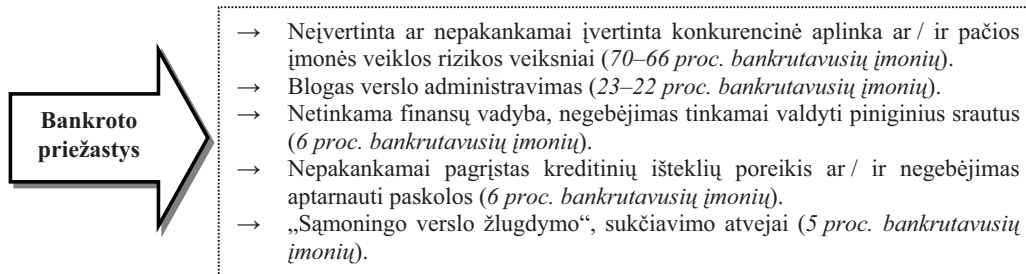 Bankroto
priežastys
→ Neįvertinta ar nepakankamai įvertinta konkurencinė aplinka ar / ir pačios
įmonės veiklos rizikos veiksniai (70–66 proc. bankrutavusių įmonių).
→ Blogas verslo administravimas (23–22 proc. bankrutavusių įmonių).
→ Netinkama finansų vadyba, negebėjimas tinkamai valdyti piniginius srautus
(6 proc. bankrutavusių įmonių).
→ Nepakankamai pagrįstas kreditinių išteklių poreikis ar / ir negebėjimas
aptarnauti paskolos (6 proc. bankrutavusių įmonių).
→ „Sąmoningo verslo žlugdymo“, sukčiavimo atvejai (5 proc. bankrutavusių
įmonių).